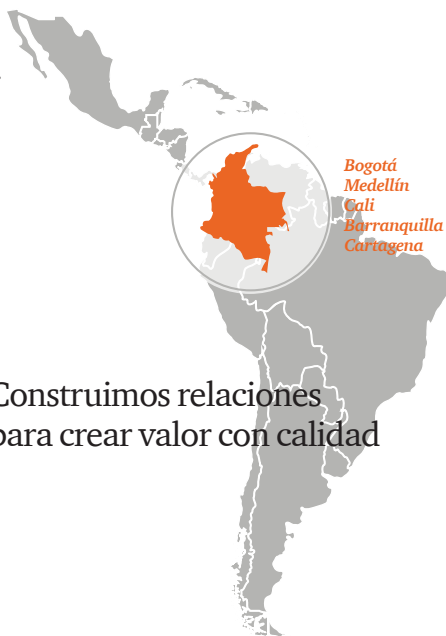 Bogotá
Medellín
Cali
Barranquilla
Cartagena
Construimos relaciones
para crear valor con calidad